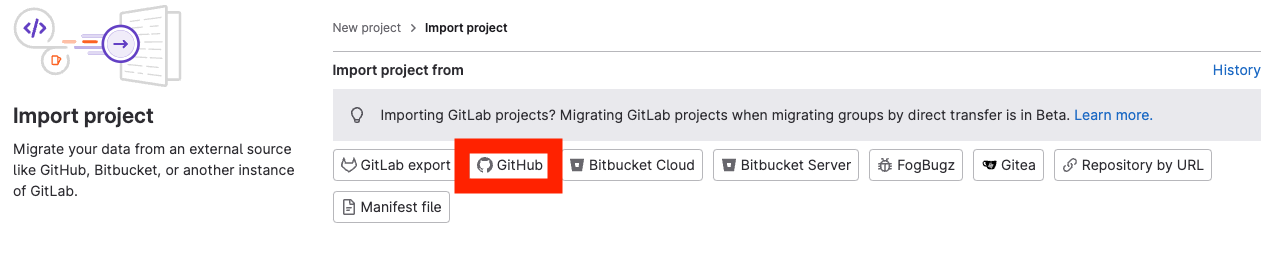 New project > Import project
Import project from
History
Importing GitLab projects? Migrating GitLab projects when migrating groups by direct transfer is in Beta. Learn more.
GitLab export
GitHub
Bitbucket Cloud
Bitbucket Server
FogBugz
Gitea
Repository by URL
Manifest file
Import project
Migrate your data from an external source
like GitHub, Bitbucket, or another instance
of GitLab.